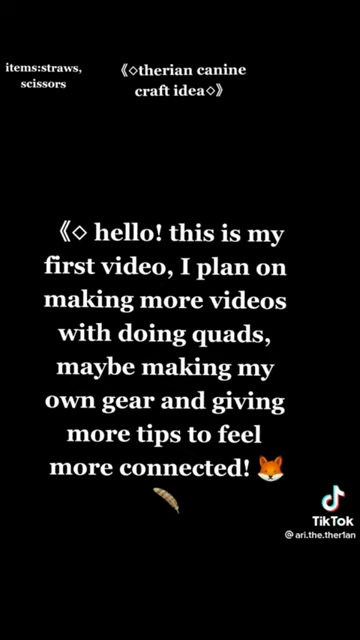 items:straws,
scissors
《◇therian canine
craft idea◇》
《◇ hello! this is my
first video, I plan on
making more videos
with doing quads,
maybe making my
own gear and giving
more tips to feel
more connected! 🦊
🪶
TikTok
@ ari.the.ther1an